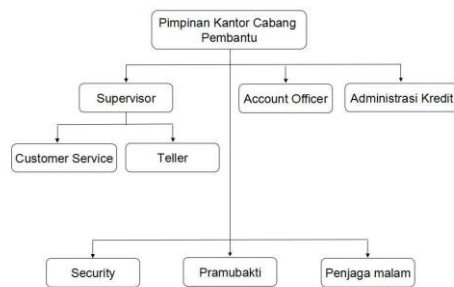 Pimpinan Kantor Cabang
Pembantu
Supervisor
Account Officer
Administrasi Kredit
Customer Service
Teller
Security
Pramubakti
Penjaga malam